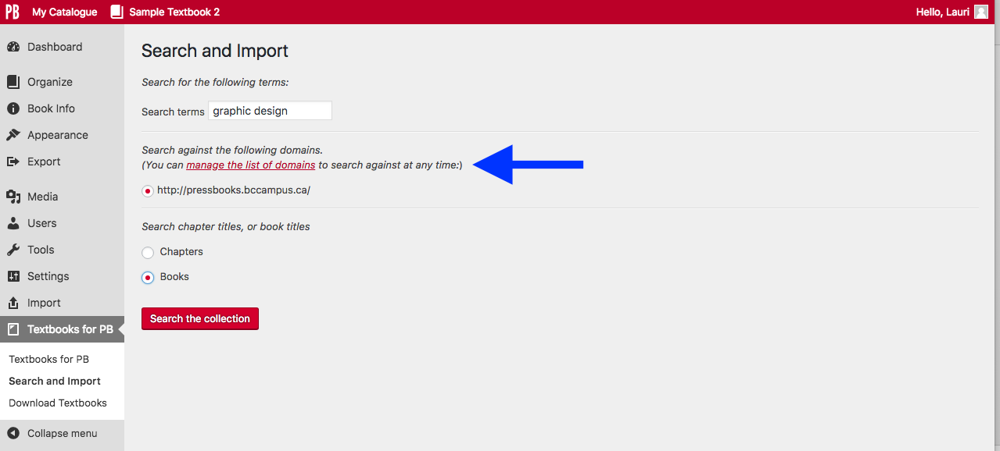 PB My Catalogue Sample Textbook 2 Hello, Lauri
Dashboard
Organize
Book Info
Appearance
Export
Media
Users
Tools
Settings
Import
Textbooks for PB
Textbooks for PB
Search and Import
Download Textbooks
Collapse menu
Search and Import
Search for the following terms:
Search terms graphic design
Search against the following domains.
(You can manage the list of domains to search against at any time:)
http://pressbooks.bccampus.ca/
Search chapter titles, or book titles
Chapters
Books
Search the collection